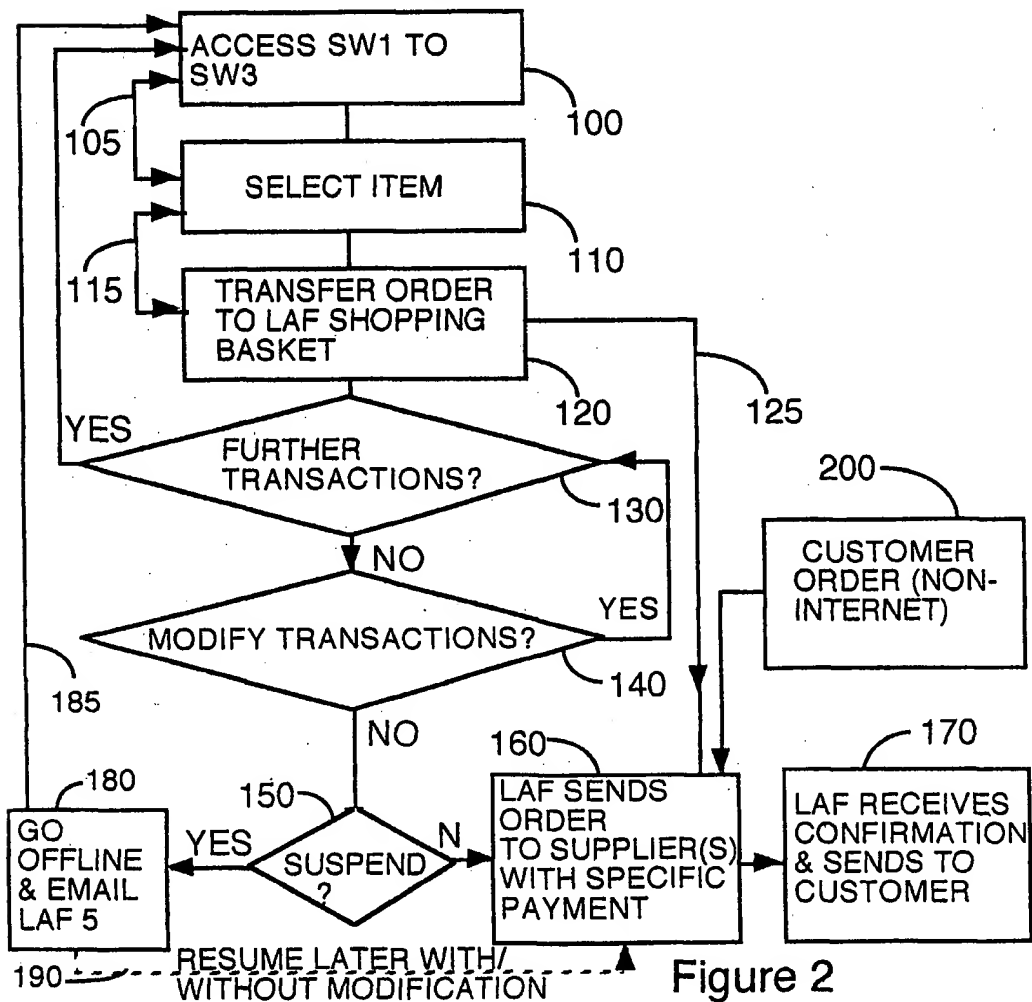 ACCESS SW1 TO
SW3
100
105
SELECT ITEM
110
115
TRANSFER ORDER
TO LAF SHOPPING
BASKET
120
125
YES
FURTHER
TRANSACTIONS?
130
NO
200
CUSTOMER
ORDER (NON-
INTERNET)
YES
MODIFY TRANSACTIONS?
140
185
NO
160
170
180
150
LAF SENDS
ORDER
TO SUPPLIER(S)
WITH SPECIFIC
PAYMENT
LAF RECEIVES
CONFIRMATION
& SENDS TO
CUSTOMER
GO
OFFLINE
& EMAIL
LAF 5
YES
SUSPEND
?
N
190
RESUME LATER WITH/
WITHOUT MODIFICATION
Figure 2